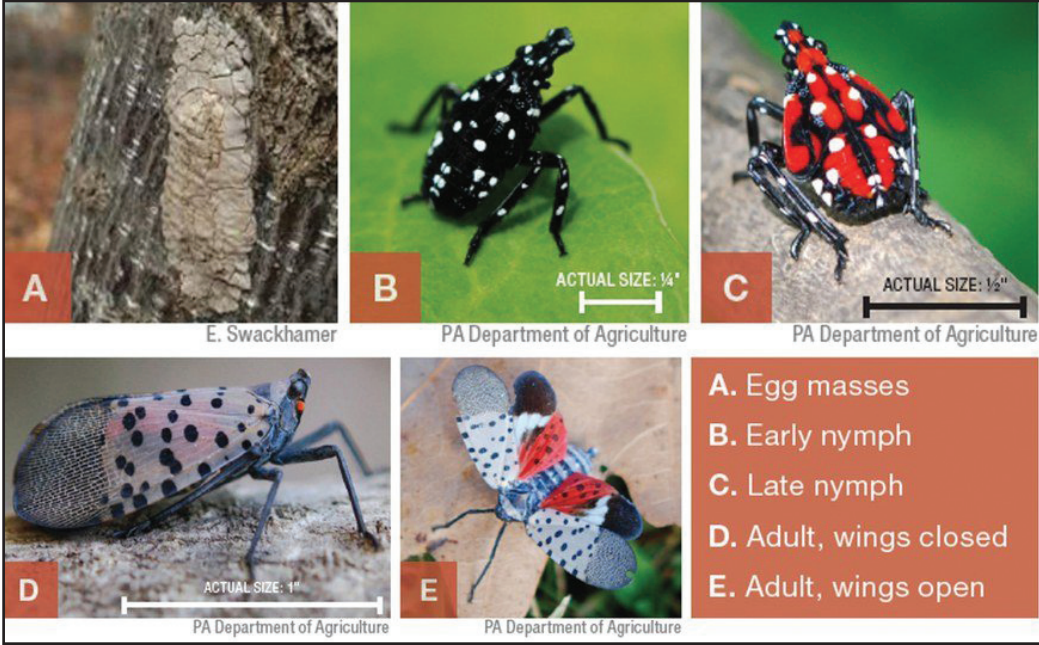 A
E. Swackhamer
B
ACTUAL SIZE: ¼"
PA Department of Agriculture
C
ACTUAL SIZE: ½"
PA Department of Agriculture
D
ACTUAL SIZE: 1"
PA Department of Agriculture
E
PA Department of Agriculture
A. Egg masses
B. Early nymph
C. Late nymph
D. Adult, wings closed
E. Adult, wings open